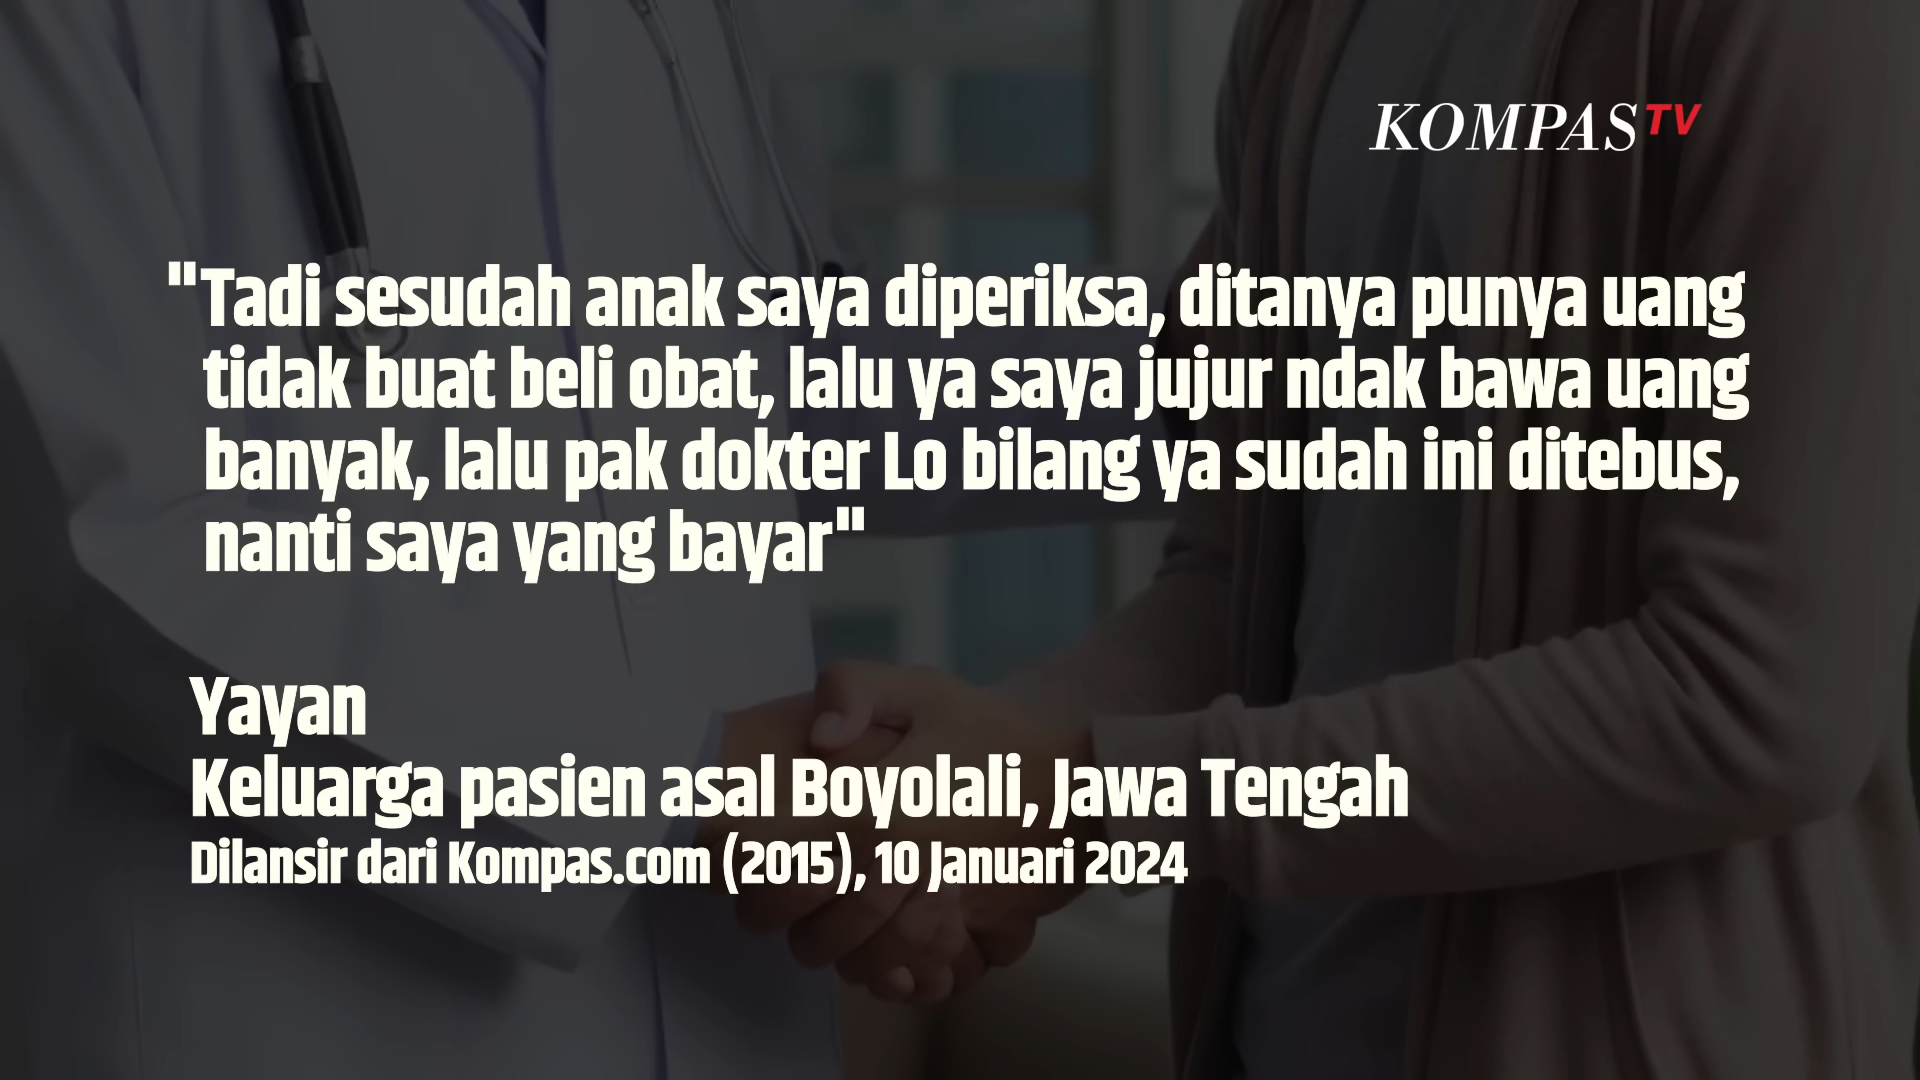 KOMPASTV
"Tadi sesudah anak saya diperiksa, ditanya punya uang
tidak buat beli obat, lalu ya saya jujur ndak bawa uang
banyak, lalu pak dokter Lo bilang ya sudah ini ditebus,
nanti saya yang bayar"
Yayan
Keluarga pasien asal Boyolali, Jawa Tengah
Dilansir dari Kompas.com (2015), 10 Januari 2024